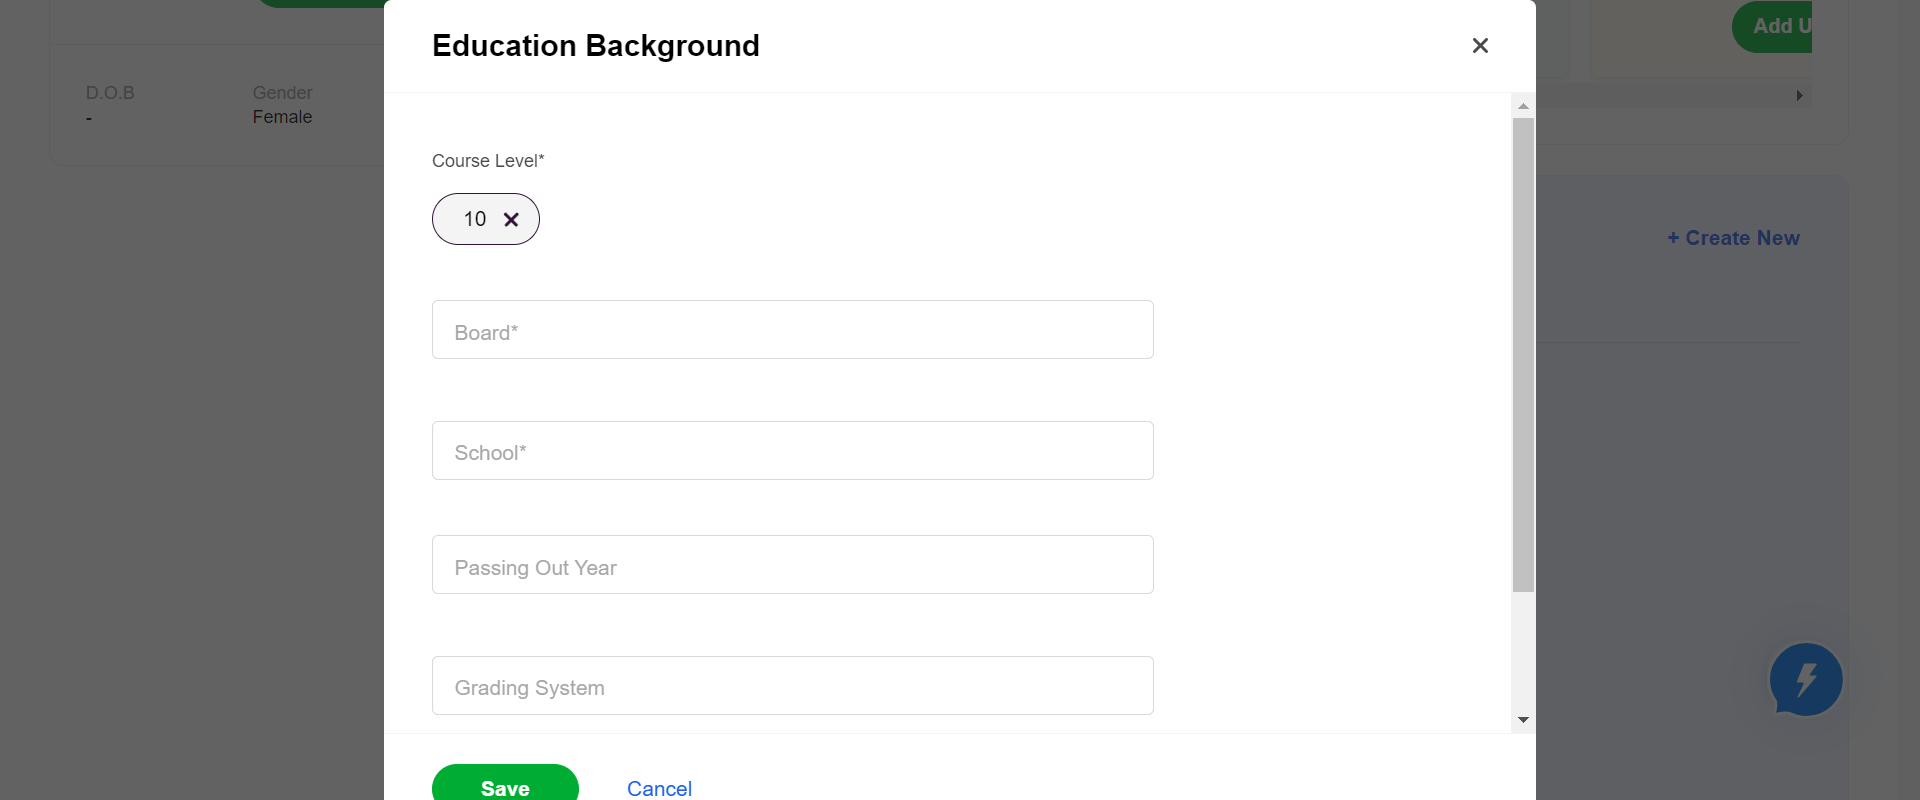 Education Background
Add U
D.O.B
Gender
-
Female
Course Level*
10
+ Create New
Board*
School*
Passing Out Year
Grading System
Save
Cancel